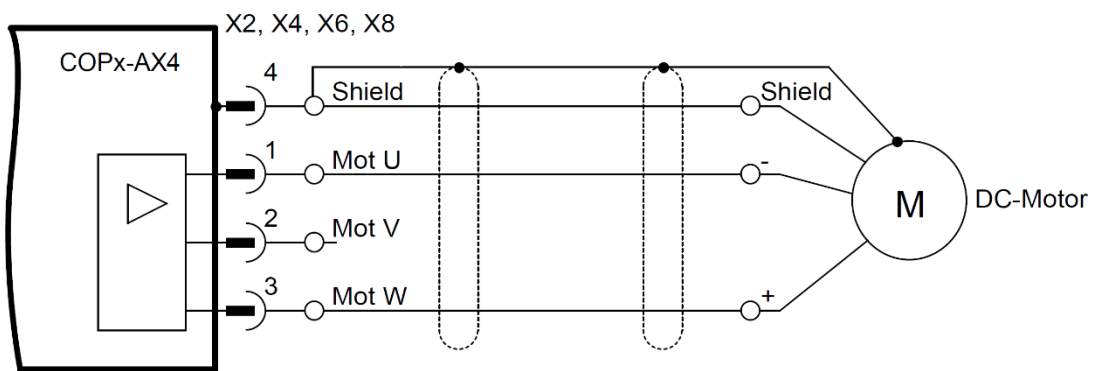 X2, X4, X6, X8
COPx-AX4
4
Shield
Shield
1
Mot U
-
M
DC-Motor
2
Mot V
3
Mot W
+